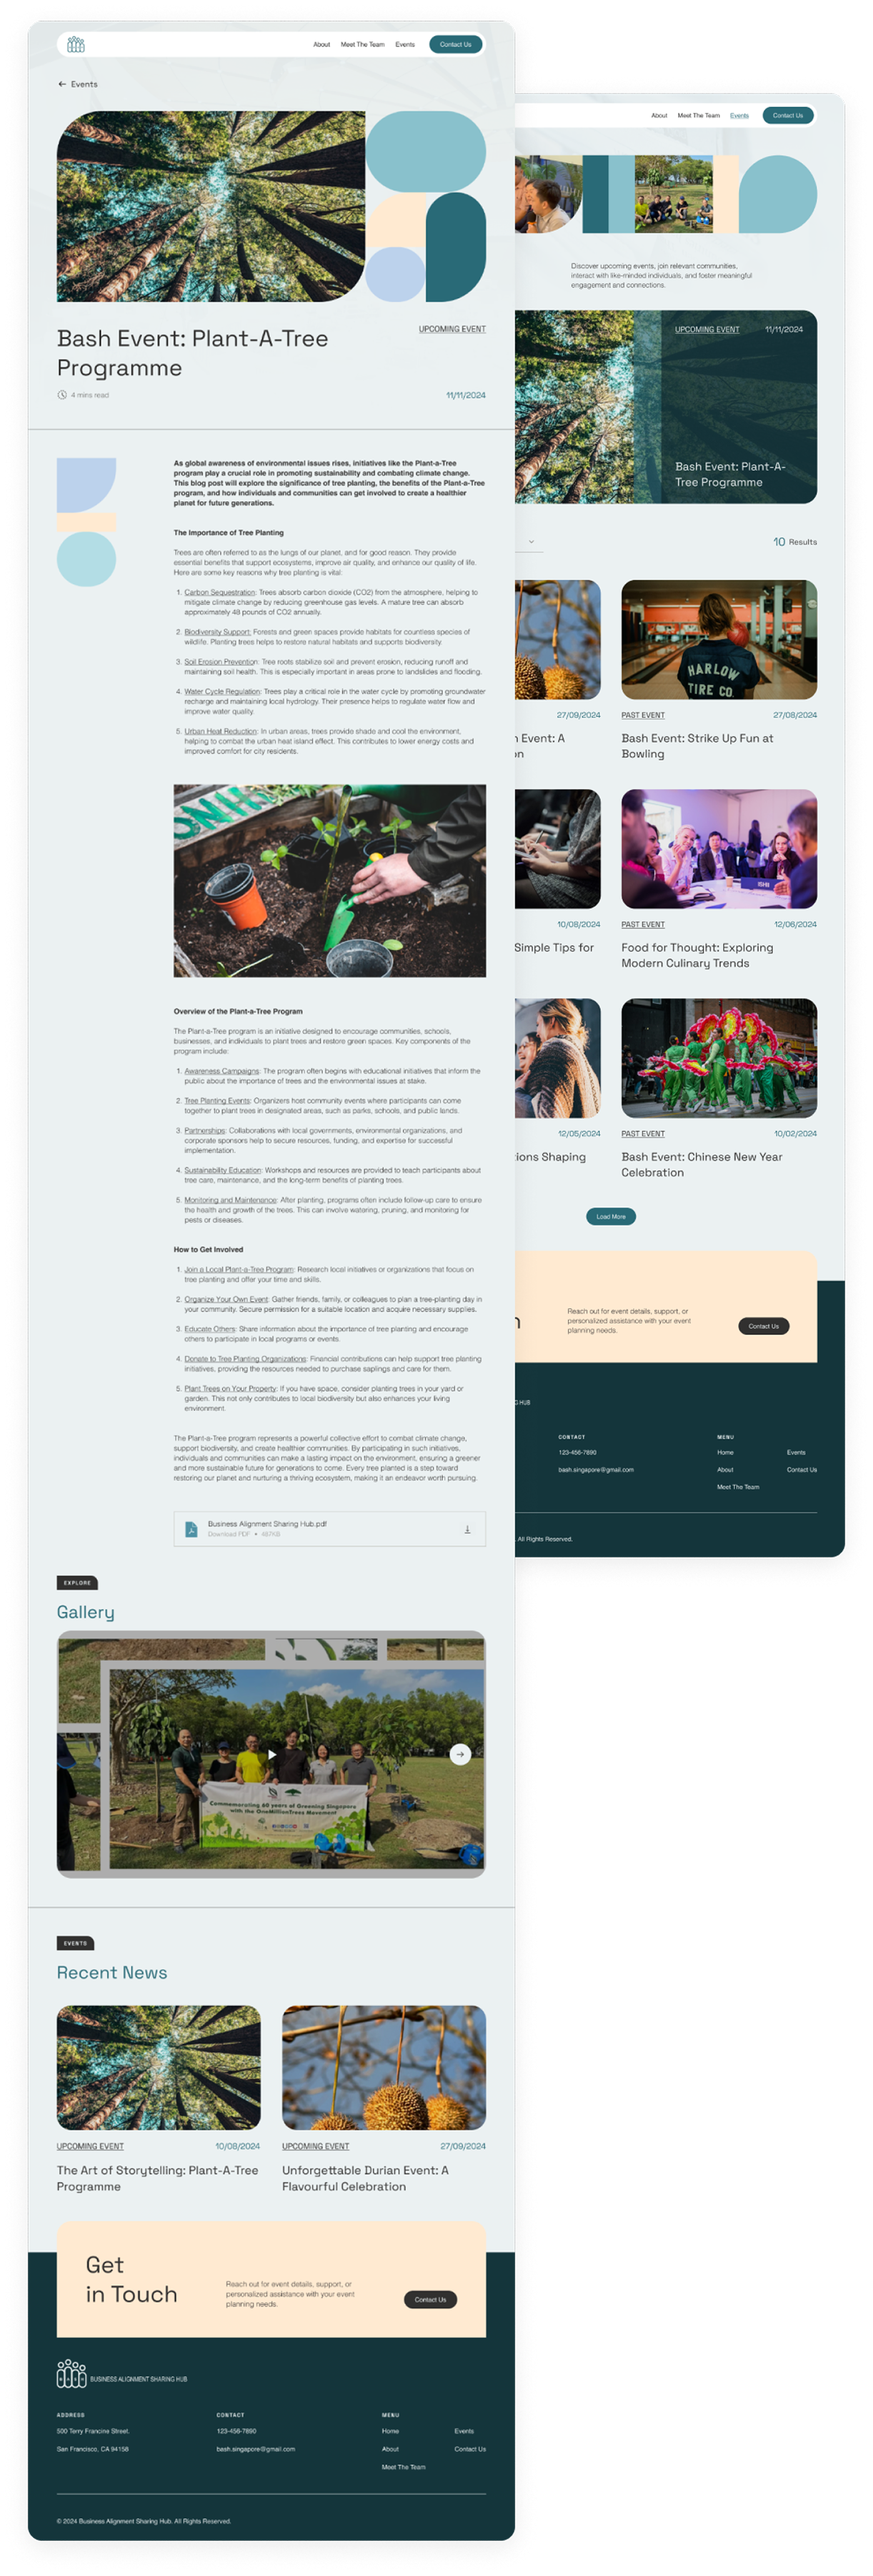 About Meet The Team Events Contact Us
← Events
Bash Event: Plant-A-Tree
Programme
UPCOMING EVENT
4 mins read
11/11/2024
As global awareness of environmental issues rises, initiatives like the Plant-a-Tree
program play a crucial role in promoting sustainability and combating climate change.
This blog post will explore the significance of tree planting, the benefits of the Plant-a-Tree
program, and how individuals and communities can get involved to create a healthier
planet for future generations.
The Importance of Tree Planting
Trees are often referred to as the lungs of our planet, and for good reason. They provide
essential benefits that support ecosystems, improve air quality, and enhance our quality of life.
Here are some key reasons why tree planting is vital:
1. Carbon Sequestration: Trees absorb carbon dioxide (CO2) from the atmosphere, helping to
mitigate climate change by reducing greenhouse gas levels. A mature tree can absorb
approximately 48 pounds of CO2 annually.
2. Biodiversity Support: Forests and green spaces provide habitats for countless species of
wildlife. Planting trees helps to restore natural habitats and supports biodiversity.
3. Soil Erosion Prevention: Tree roots stabilize soil and prevent erosion, reducing runoff and
maintaining soil health. This is especially important in areas prone to landslides and flooding.
4. Water Cycle Regulation: Trees play a critical role in the water cycle by promoting groundwater
recharge and maintaining local hydrology. Their presence helps to regulate water flow and
improve water quality.
5. Urban Heat Reduction: In urban areas, trees provide shade and cool the environment,
helping to combat the urban heat island effect. This contributes to lower energy costs and
improved comfort for city residents.
Overview of the Plant-a-Tree Program
The Plant-a-Tree program is an initiative designed to encourage communities, schools,
businesses, and individuals to plant trees and restore green spaces. Key components of the
program include:
1. Awareness Campaigns: The program often begins with educational initiatives that inform the
public about the importance of trees and the environmental issues at stake.
2. Tree Planting Events: Organizers host community events where participants can come
together to plant trees in designated areas, such as parks, schools, and public lands.
3. Partnerships: Collaborations with local governments, environmental organizations, and
corporate sponsors help to secure resources, funding, and expertise for successful
implementation.
4. Sustainability Education: Workshops and resources are provided to teach participants about
tree care, maintenance, and the long-term benefits of planting trees.
5. Monitoring and Maintenance: After planting, programs often include follow-up care to ensure
the health and growth of the trees. This can involve watering, pruning, and monitoring for
pests or diseases.
How to Get Involved
1. Join a Local Plant-a-Tree Program: Research local initiatives or organizations that focus on
tree planting and offer your time and skills.
2. Organize Your Own Event: Gather friends, family, or colleagues to plan a tree-planting day in
your community. Secure permission for a suitable location and acquire necessary supplies.
3. Educate Others: Share information about the importance of tree planting and encourage
others to participate in local programs or events.
4. Donate to Tree Planting Organizations: Financial contributions can help support tree planting
initiatives, providing the resources needed to purchase saplings and care for them.
5. Plant Trees on Your Property: If you have space, consider planting trees in your yard or
garden. This not only contributes to local biodiversity but also enhances your living
environment.
The Plant-a-Tree program represents a powerful collective effort to combat climate change,
support biodiversity, and create healthier communities. By participating in such initiatives,
individuals and communities can make a lasting impact on the environment, ensuring a greener
and more sustainable future for generations to come. Every tree planted is a step toward
restoring our planet and nurturing a thriving ecosystem, making it an endeavor worth pursuing.
Business Alignment Sharing Hub.pdf
Download PDF • 487KB
EXPLORE
Gallery
Commemorating 60 years of Greening Singapore
with the OneMillionTrees Movement
EVENTS
Recent News
UPCOMING EVENT 10/08/2024
The Art of Storytelling: Plant-A-Tree
Programme
UPCOMING EVENT 27/09/2024
Unforgettable Durian Event: A
Flavourful Celebration
Get
in Touch
Reach out for event details, support, or
personalized assistance with your event
planning needs.
Contact Us
BUSINESS ALIGNMENT SHARING HUB
ADDRESS
500 Terry Francine Street.
San Francisco, CA 94158
CONTACT
123-456-7890
bash.singapore@gmail.com
MENU
Home Events
About Contact Us
Meet The Team
© 2024 Business Alignment Sharing Hub. All Rights Reserved.
About Meet The Team Events Contact Us
Discover upcoming events, join relevant communities,
interact with like-minded individuals, and foster meaningful
engagement and connections.
UPCOMING EVENT 11/11/2024
Bash Event: Plant-A-
Tree Programme
10 Results
27/09/2024
Event: A
on
HARLOW
TIRE CO.
PAST EVENT 27/08/2024
Bash Event: Strike Up Fun at
Bowling
10/08/2024
Simple Tips for
PAST EVENT 12/06/2024
Food for Thought: Exploring
Modern Culinary Trends
12/05/2024
ions Shaping
PAST EVENT 10/02/2024
Bash Event: Chinese New Year
Celebration
Load More
Reach out for event details, support, or
personalized assistance with your event
planning needs.
Contact Us
HUB
CONTACT
123-456-7890
bash.singapore@gmail.com
MENU
Home Events
About Contact Us
Meet The Team
All Rights Reserved.